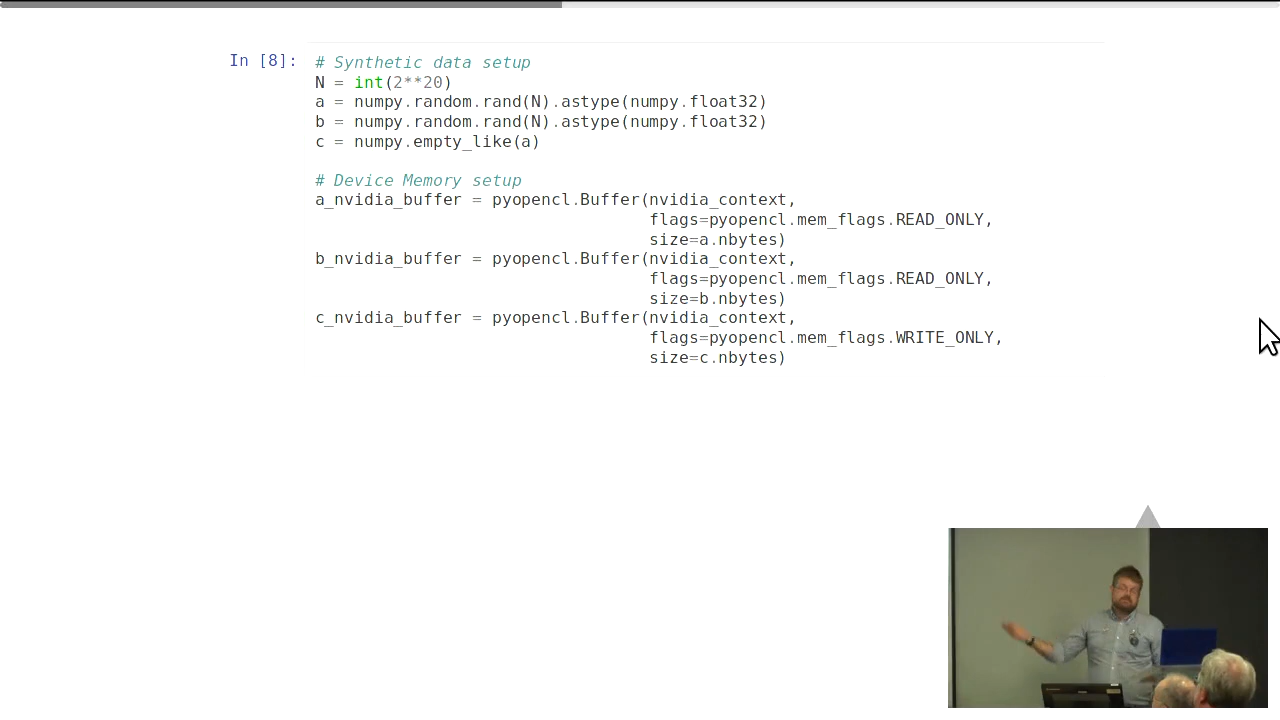 In [8]: # Synthetic data setup
N = int(2**20)
a = numpy.random.rand(N).astype(numpy.float32)
b = numpy.random.rand(N).astype(numpy.float32)
c = numpy.empty_like(a)
# Device Memory setup
a_nvidia_buffer = pyopencl.Buffer(nvidia_context,
flags=pyopencl.mem_flags.READ_ONLY,
size=a.nbytes)
b_nvidia_buffer = pyopencl.Buffer(nvidia_context,
flags=pyopencl.mem_flags.READ_ONLY,
size=b.nbytes)
c_nvidia_buffer = pyopencl.Buffer(nvidia_context,
flags=pyopencl.mem_flags.WRITE_ONLY,
size=c.nbytes)